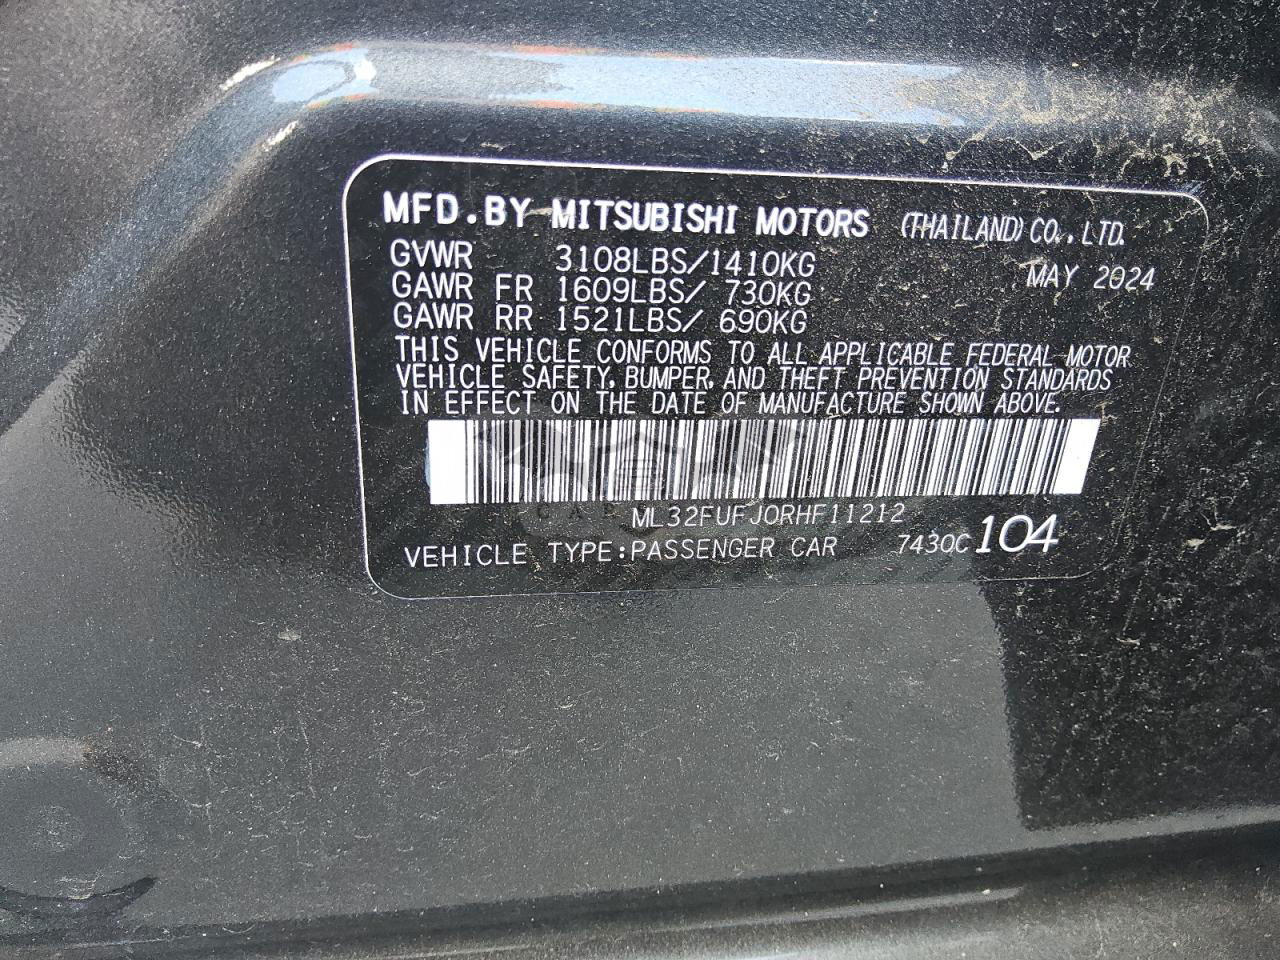 MFD.BY MITSUBISHI MOTORS (THAILAND) CO., LTD.
GVWR 3108LBS/1410KG MAY 2024
GAWR FR 1609LBS/ 730KG
GAWR RR 1521LBS/ 690KG
THIS VEHICLE CONFORMS TO ALL APPLICABLE FEDERAL MOTOR
VEHICLE SAFETY, BUMPER, AND THEFT PREVENTION STANDARDS
IN EFFECT ON THE DATE OF MANUFACTURE SHOWN ABOVE.
ML32FUFJ0RHF11212
VEHICLE TYPE:PASSENGER CAR 7430C 104